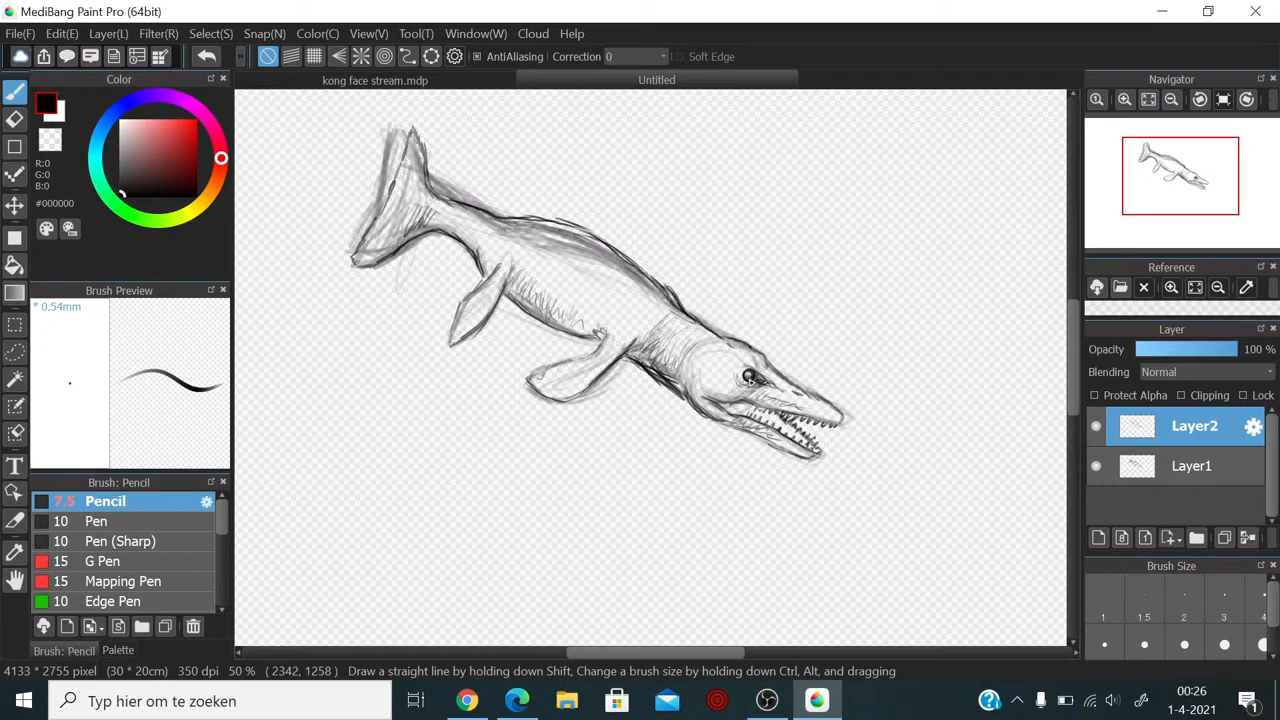 MediBang Paint Pro (64bit)
File(F) Edit(E) Layer(L) Filter(R) Select(S) Snap(N) Color(C) View(V) Tool(T) Window(W) Cloud Help
AntiAliasing Correction 0 Soft Edge
Color
kong face stream.mdp
Untitled
Navigator
R:0
G:0
B:0
#000000
Brush Preview
* 0.54mm
Reference
Layer
Opacity 100 %
Blending Normal
Protect Alpha Clipping Lock
Layer2
Layer1
Brush: Pencil
7.5 Pencil
10 Pen
10 Pen (Sharp)
15 G Pen
15 Mapping Pen
10 Edge Pen
Brush: Pencil Palette
Brush Size
1 1.5 2 3 4
4133 * 2755 pixel (30 * 20cm) 350 dpi 50 % ( 2342, 1258 ) Draw a straight line by holding down Shift, Change a brush size by holding down Ctrl, Alt, and dragging
Typ hier om te zoeken
00:26
1-4-2021
1